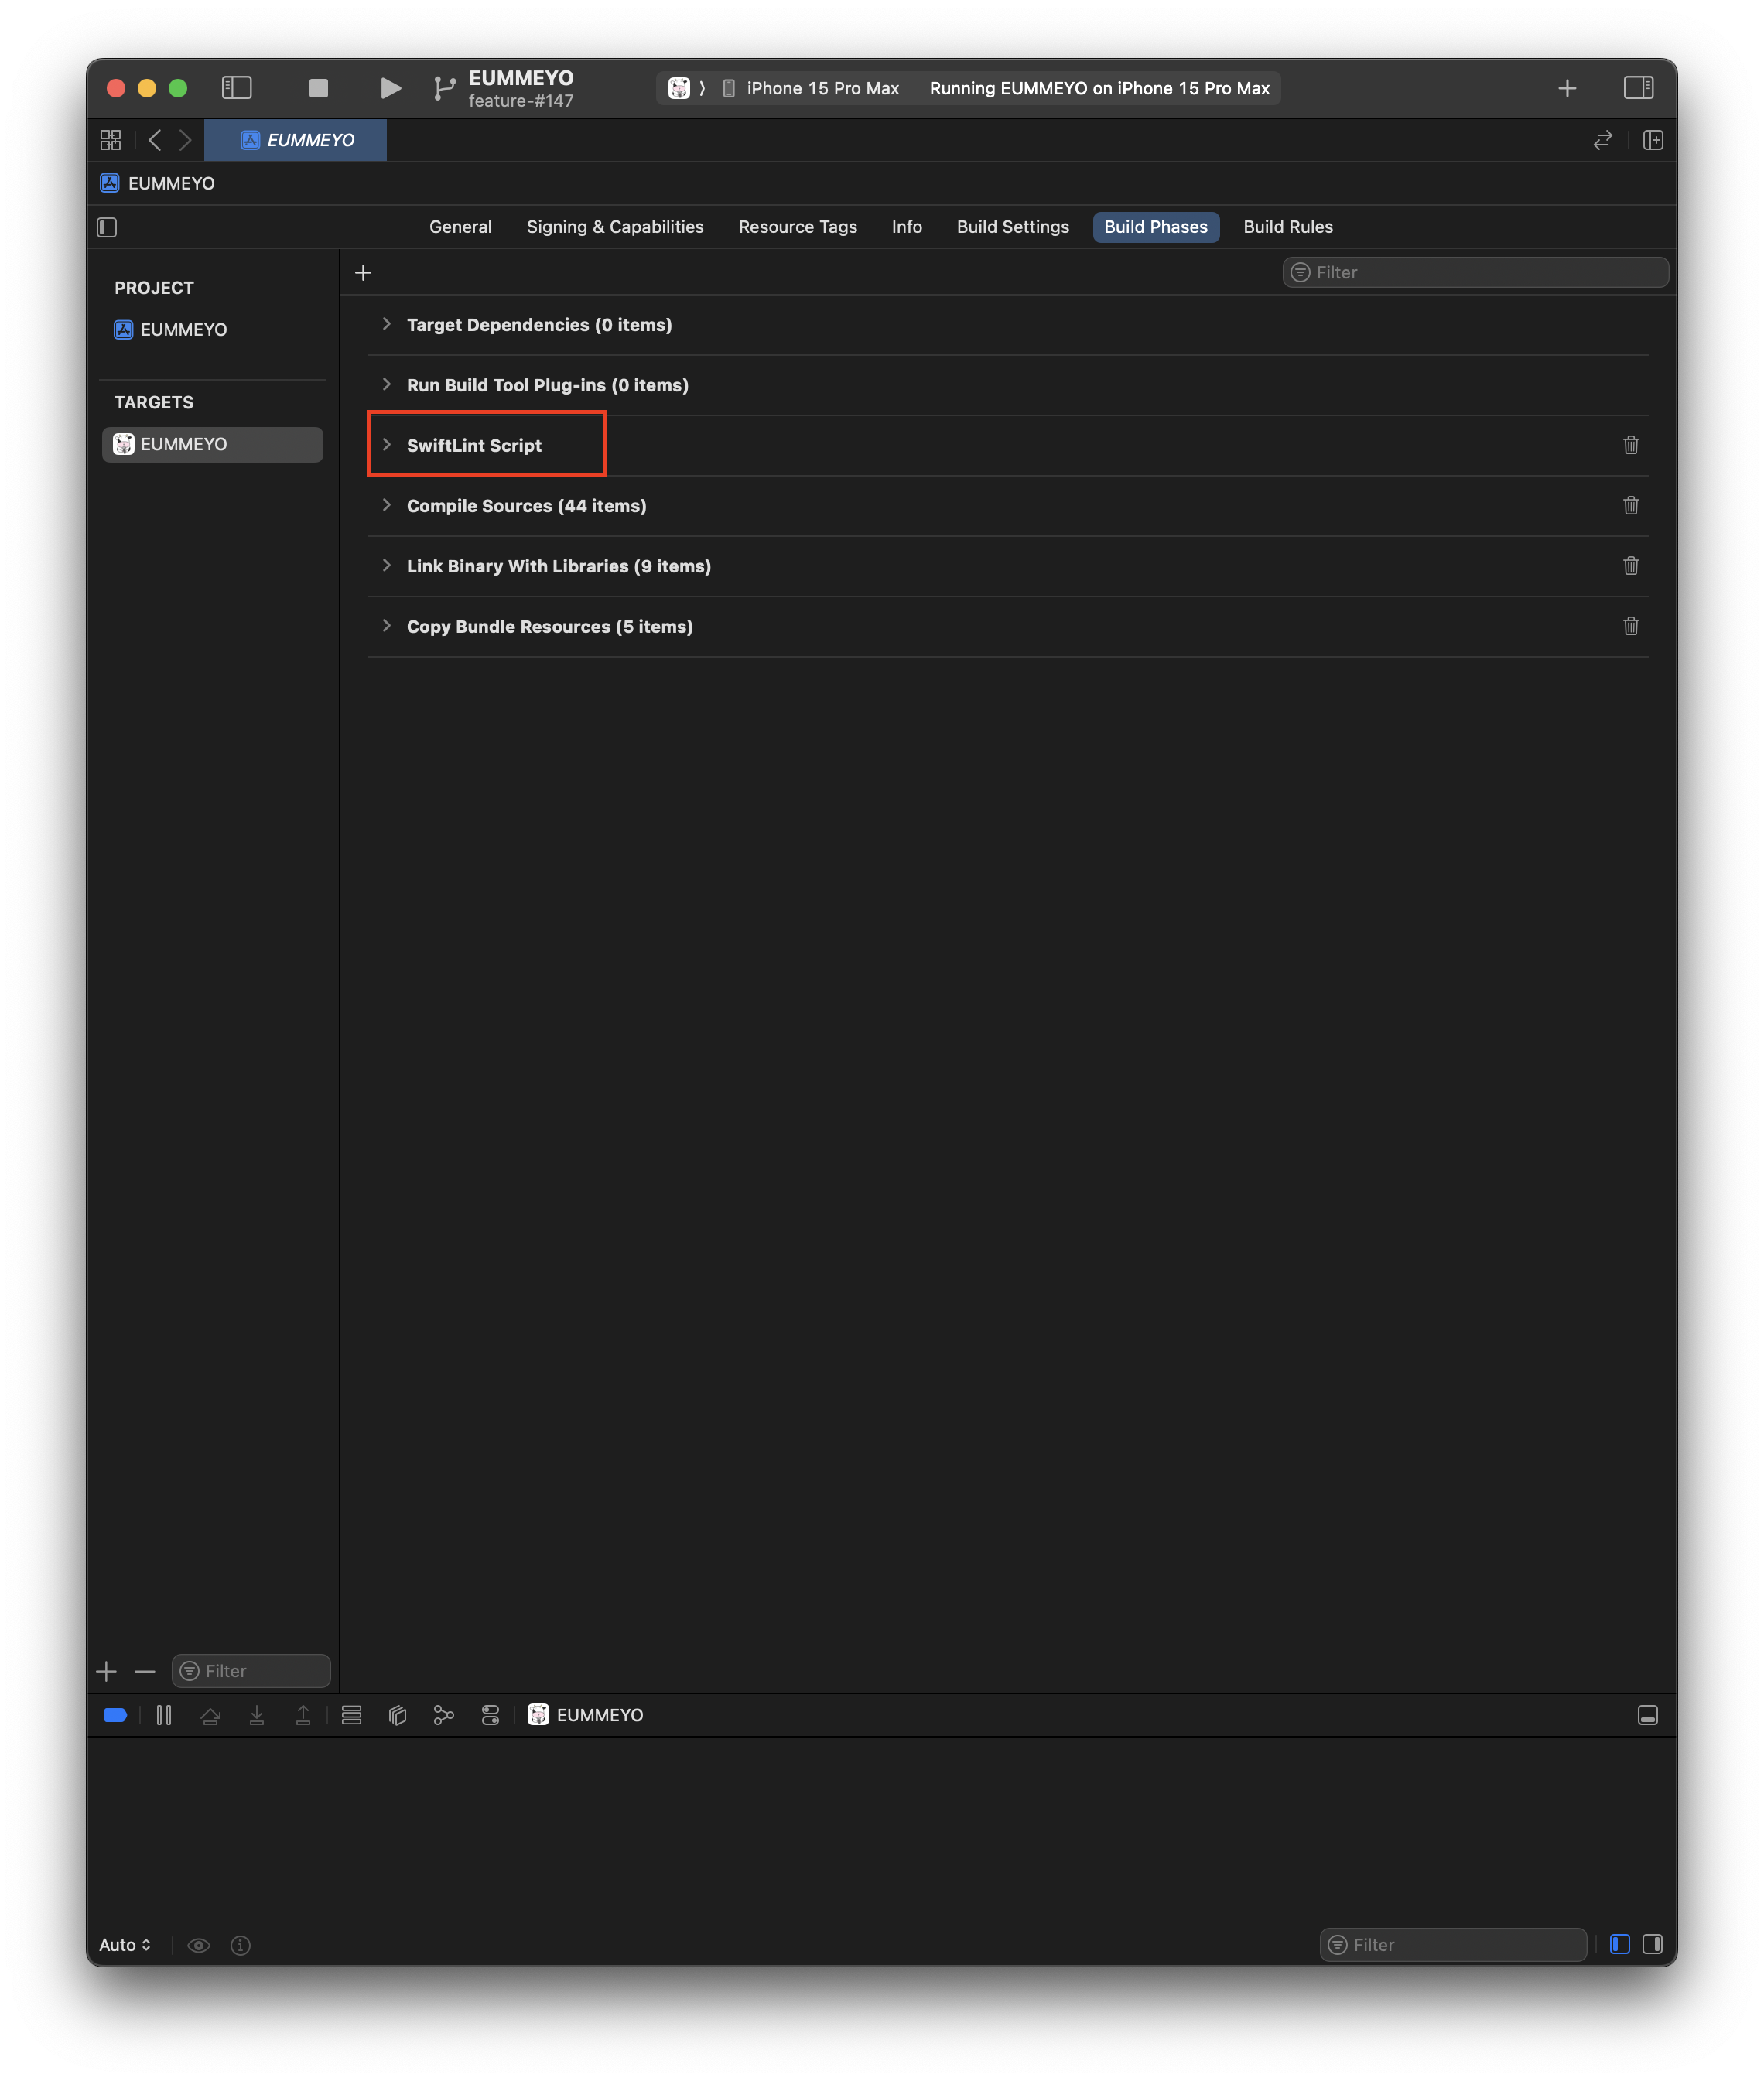 EUMMEYO
feature-#147
iPhone 15 Pro Max
Running EUMMEYO on iPhone 15 Pro Max
EUMMEYO
EUMMEYO
General
Signing & Capabilities
Resource Tags
Info
Build Settings
Build Phases
Build Rules
Filter
PROJECT
EUMMEYO
TARGETS
EUMMEYO
Target Dependencies (0 items)
Run Build Tool Plug-ins (0 items)
SwiftLint Script
Compile Sources (44 items)
Link Binary With Libraries (9 items)
Copy Bundle Resources (5 items)
Filter
EUMMEYO
Auto
Filter